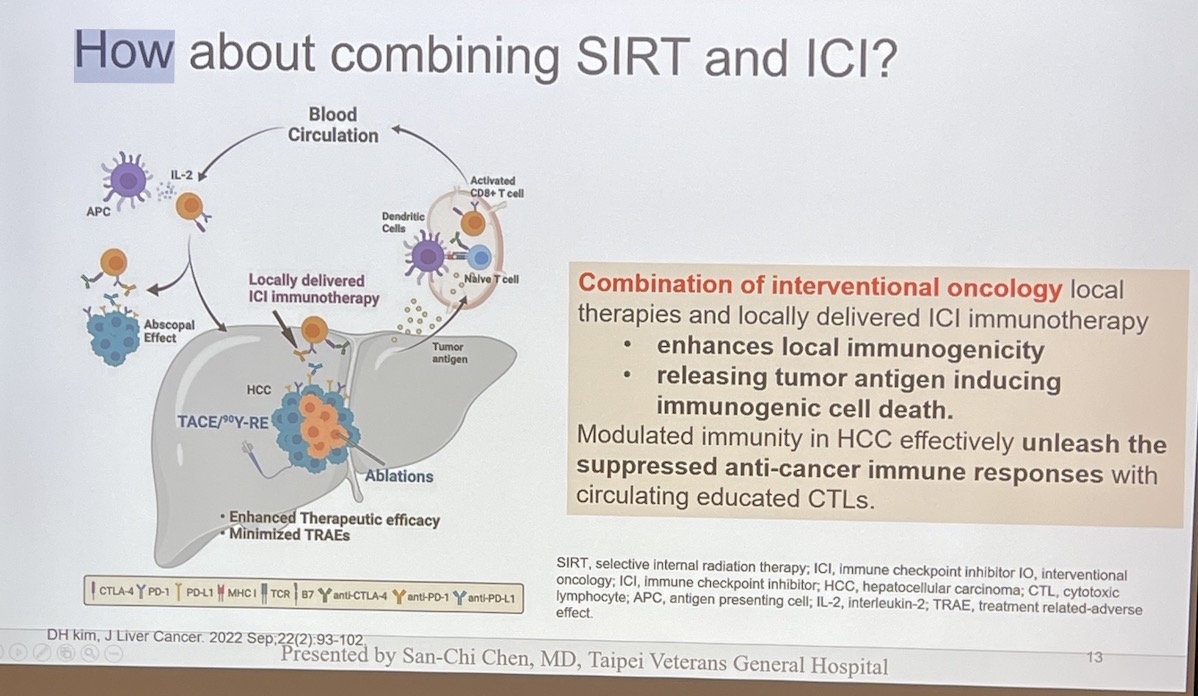 How about combining SIRT and ICI?
Blood
Circulation
IL-2
APC
Activated
CD8+ T cell
Dendritic
Cells
Naïve T cell
Locally delivered
ICI immunotherapy
Abscopal
Effect
Tumor
antigen
HCC
TACE/⁹⁰Y-RE
Ablations
• Enhanced Therapeutic efficacy
• Minimized TRAEs
CTLA-4 PD-1 PD-L1 MHC I TCR B7 anti-CTLA-4 anti-PD-1 anti-PD-L1
Combination of interventional oncology local
therapies and locally delivered ICI immunotherapy
• enhances local immunogenicity
• releasing tumor antigen inducing
immunogenic cell death.
Modulated immunity in HCC effectively unleash the
suppressed anti-cancer immune responses with
circulating educated CTLs.
SIRT, selective internal radiation therapy; ICI, immune checkpoint inhibitor IO, interventional
oncology; ICI, immune checkpoint inhibitor; HCC, hepatocellular carcinoma; CTL, cytotoxic
lymphocyte; APC, antigen presenting cell; IL-2, interleukin-2; TRAE, treatment related-adverse
effect.
DH kim, J Liver Cancer. 2022 Sep;22(2):93-102.
Presented by San-Chi Chen, MD, Taipei Veterans General Hospital
13